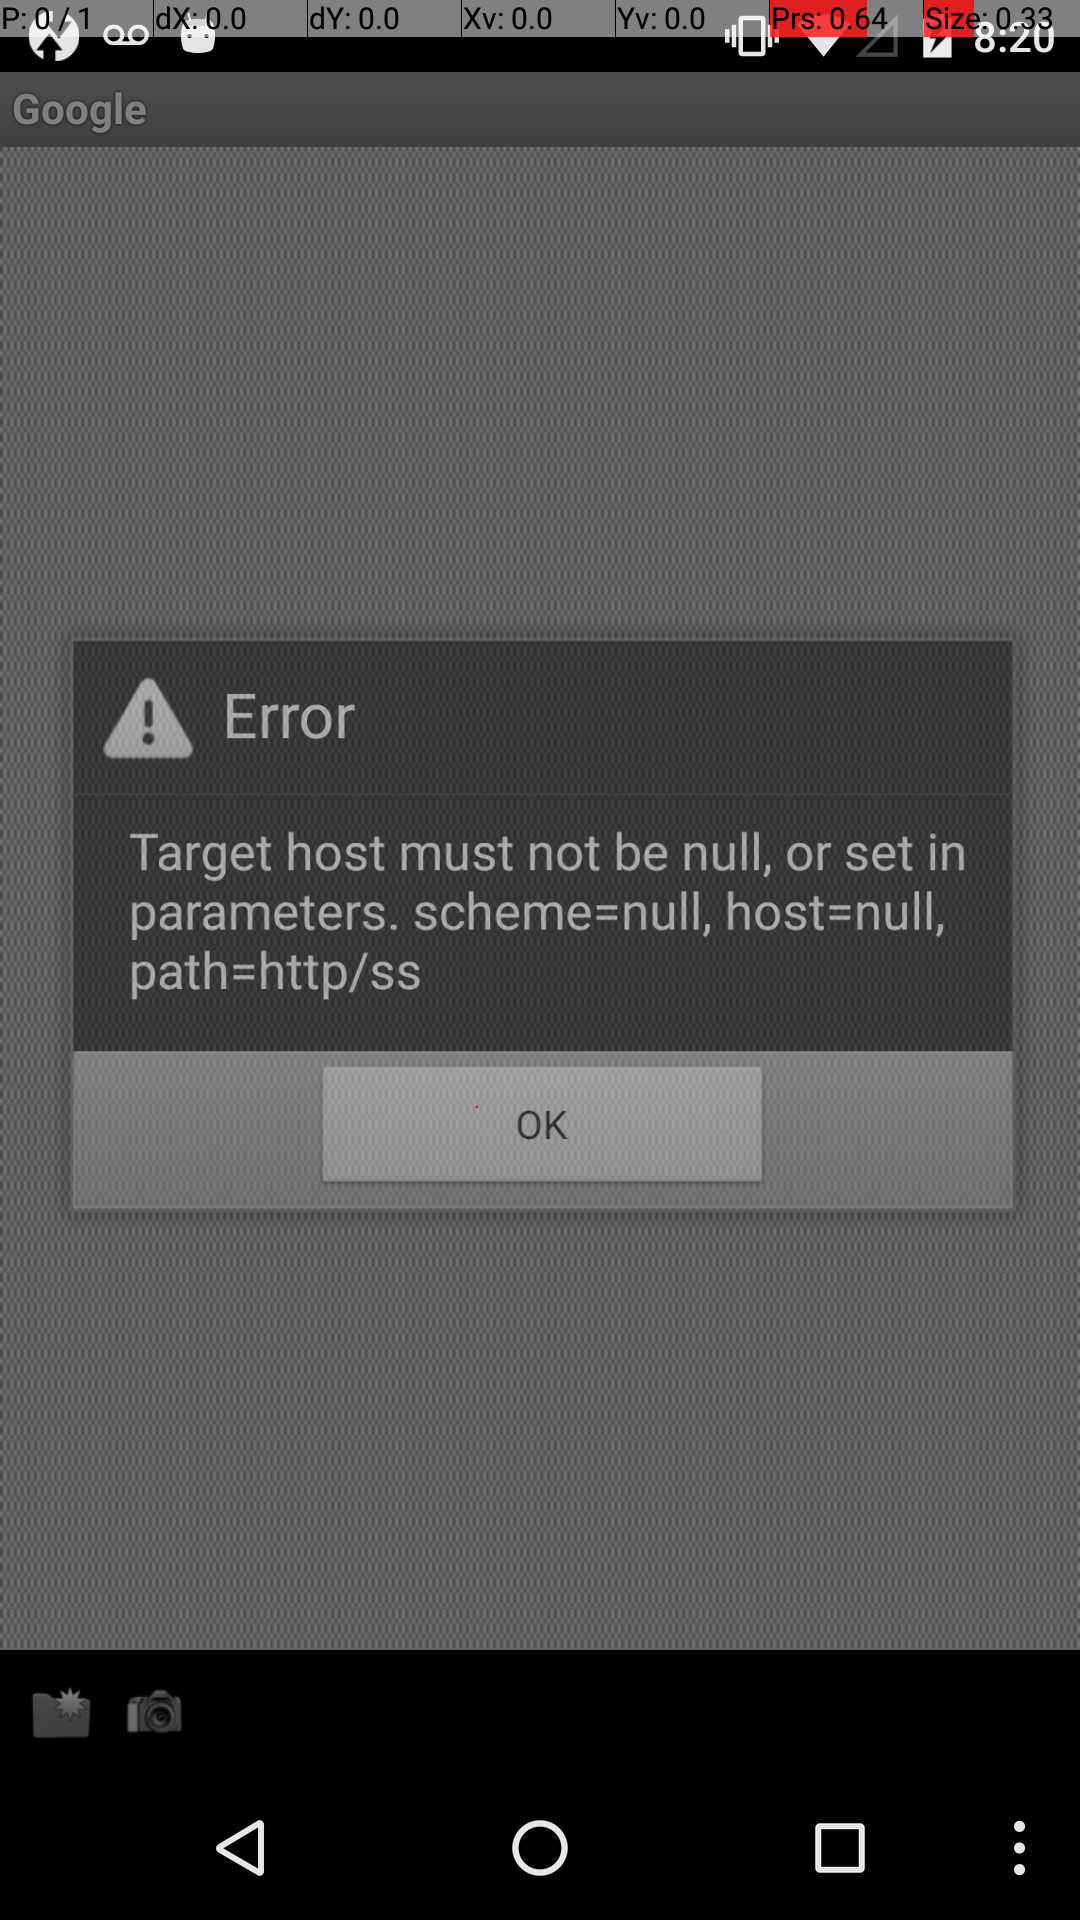 P: 0 / 1 dX: 0.0 dY: 0.0 Xv: 0.0 Yv: 0.0 Prs: 0.64 Size: 0.33
8:20
Google
Error
Target host must not be null, or set in
parameters. scheme=null, host=null,
path=http/ss
OK